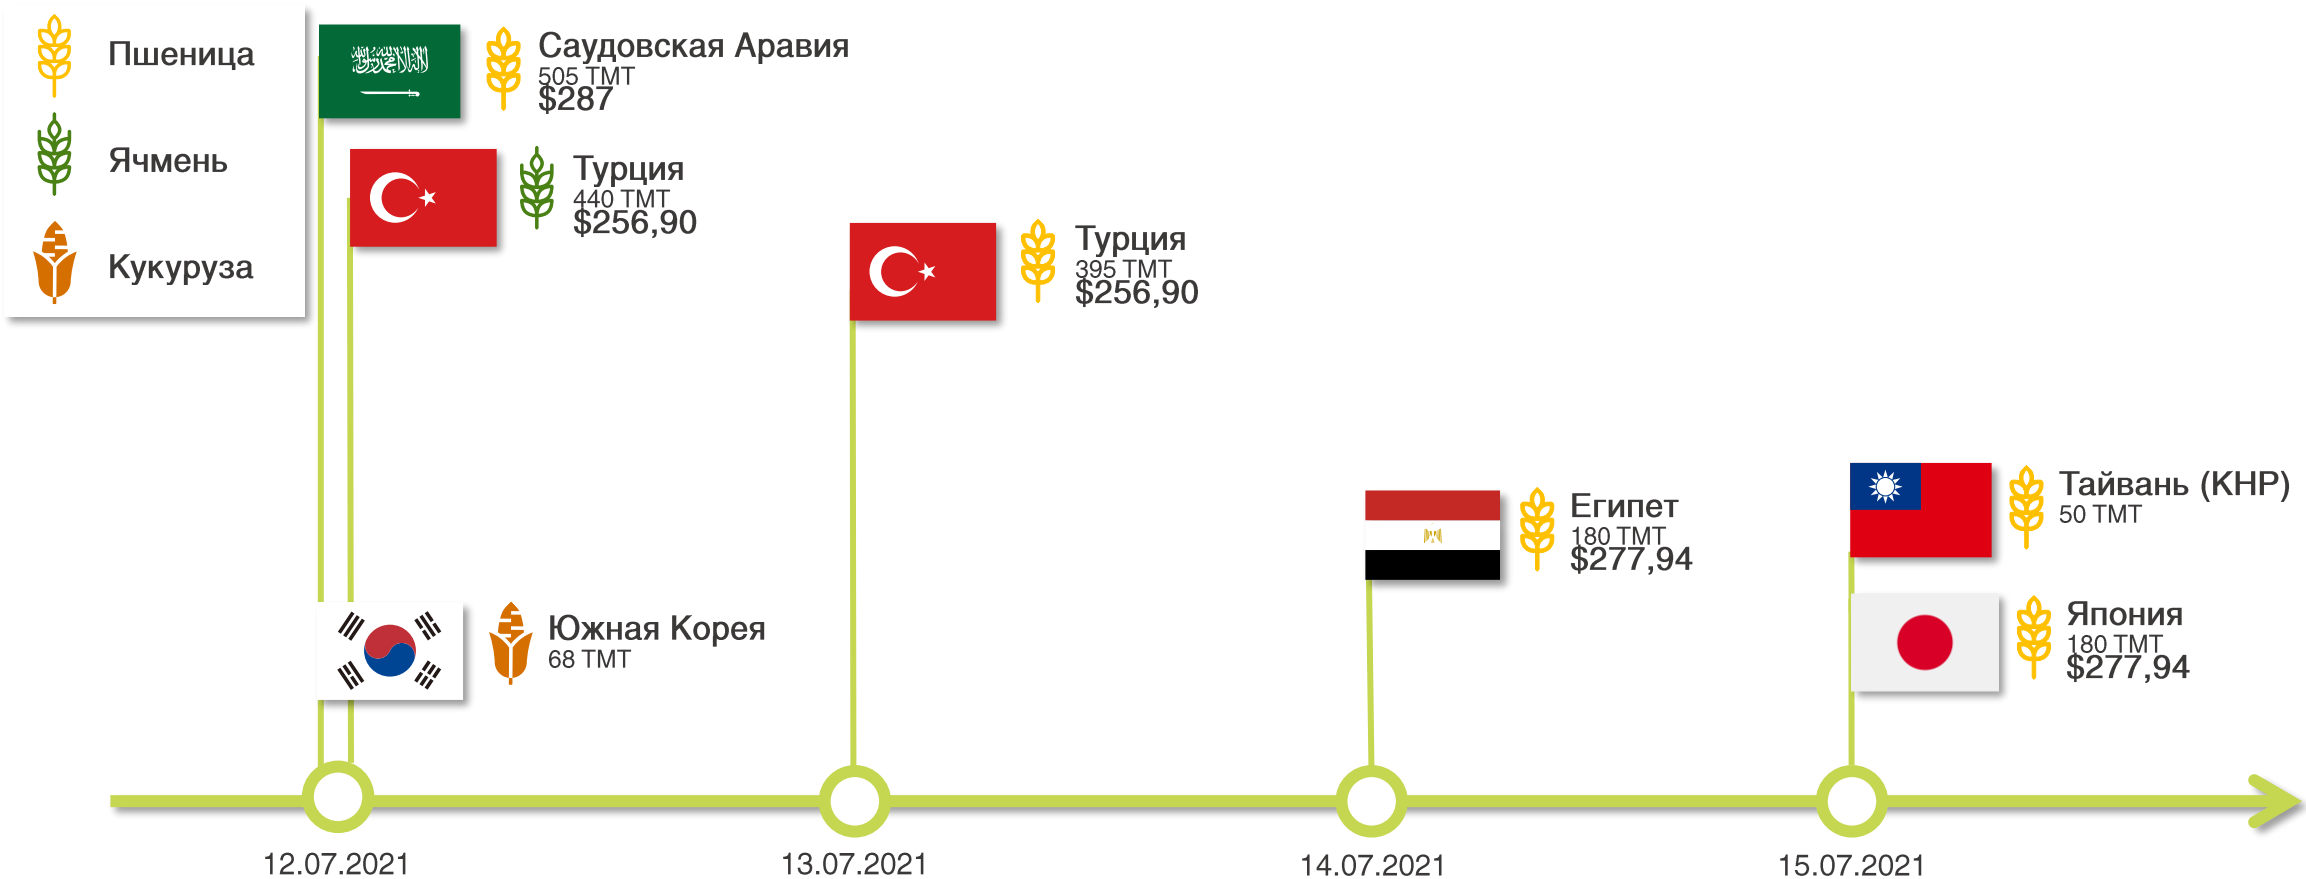 Пшеница
Ячмень
Кукуруза
Саудовская Аравия
505 ТМТ
$287
Турция
440 ТМТ
$256,90
Турция
395 ТМТ
$256,90
Египет
180 ТМТ
$277,94
Тайвань (КНР)
50 ТМТ
Южная Корея
68 ТМТ
Япония
180 ТМТ
$277,94
12.07.2021
13.07.2021
14.07.2021
15.07.2021